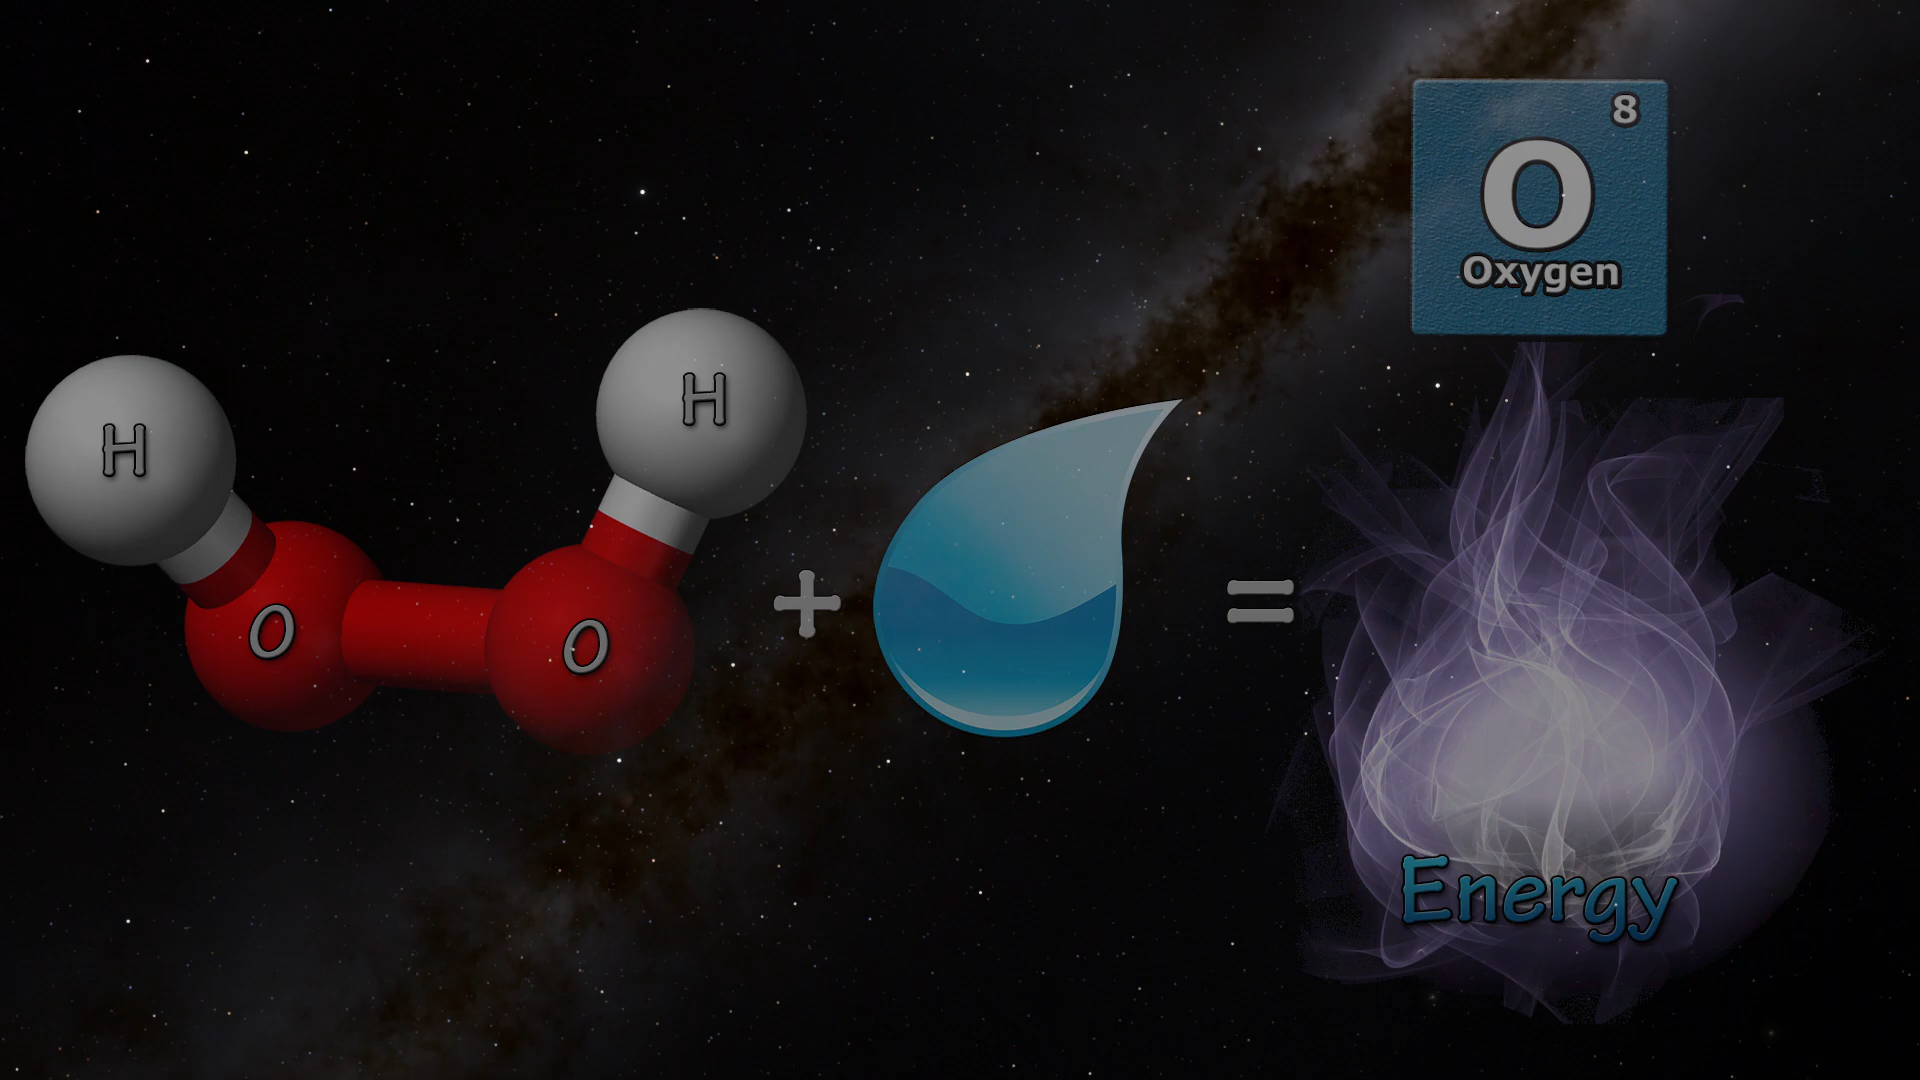 H
H
O
O
+
=
8
O
Oxygen
Energy